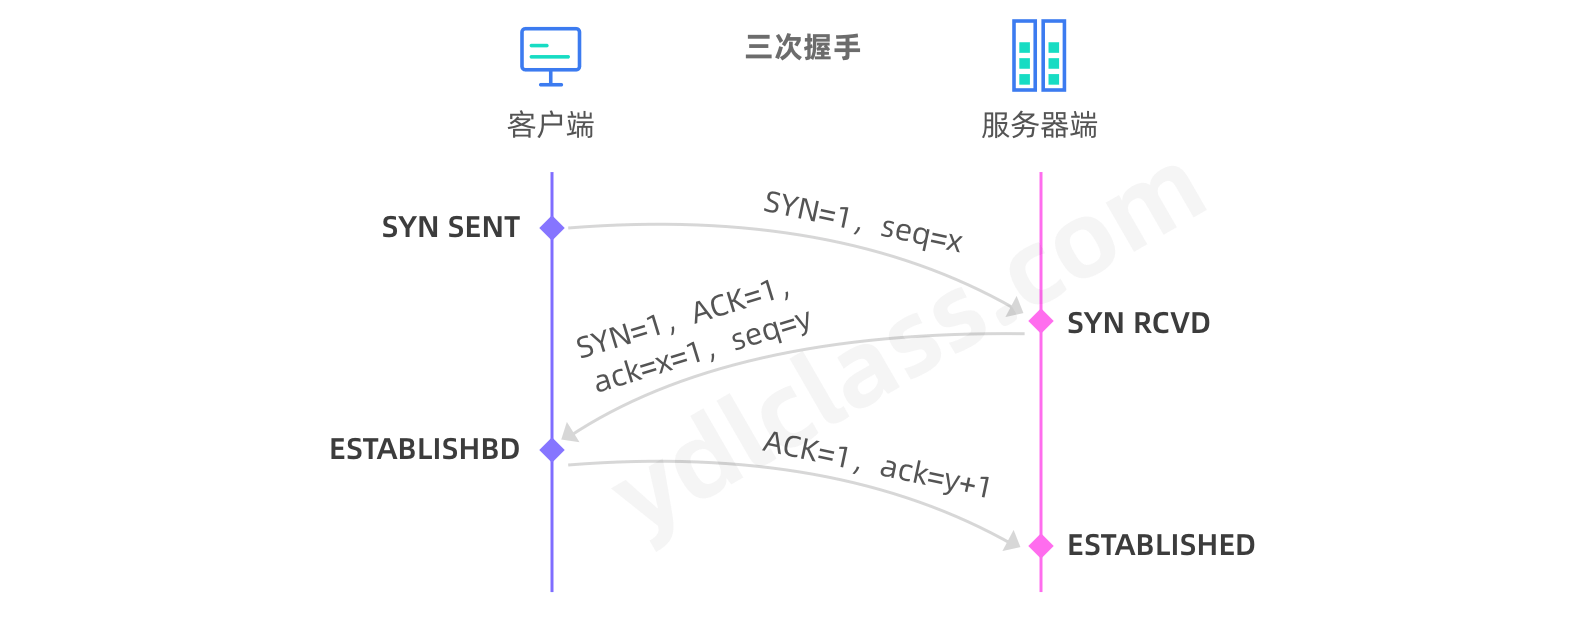 三次握手
客户端
服务器端
SYN SENT
SYN=1, seq=x
SYN RCVD
SYN=1, ACK=1,
ack=x=1, seq=y
ESTABLISHBD
ACK=1, ack=y+1
ESTABLISHED
ydlclass.com